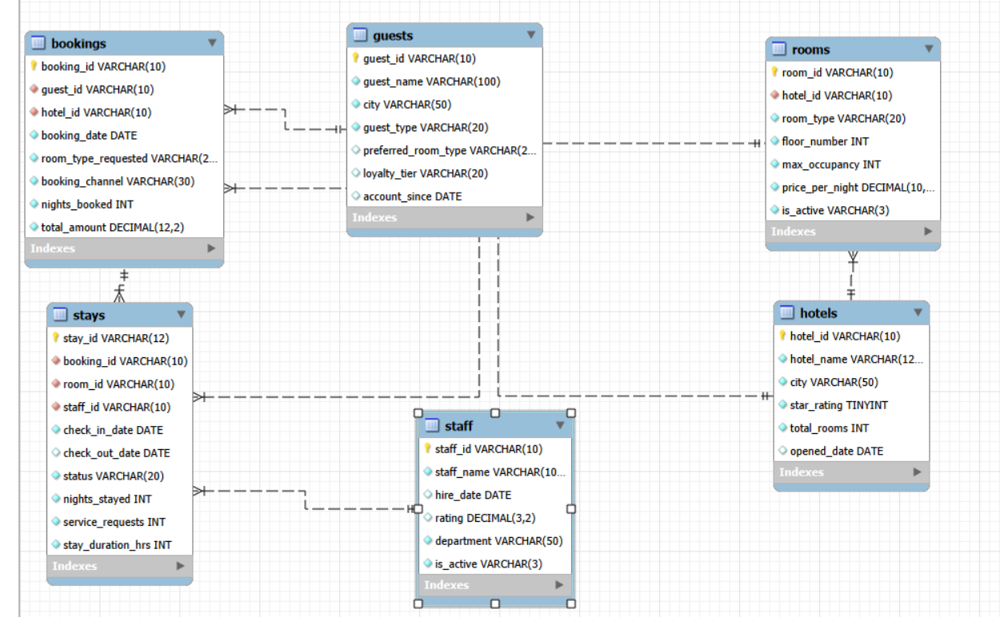 bookings
booking_id VARCHAR(10)
guest_id VARCHAR(10)
hotel_id VARCHAR(10)
booking_date DATE
room_type_requested VARCHAR(2...
booking_channel VARCHAR(30)
nights_booked INT
total_amount DECIMAL(12,2)
Indexes
guests
guest_id VARCHAR(10)
guest_name VARCHAR(100)
city VARCHAR(50)
guest_type VARCHAR(20)
preferred_room_type VARCHAR(2...
loyalty_tier VARCHAR(20)
account_since DATE
Indexes
rooms
room_id VARCHAR(10)
hotel_id VARCHAR(10)
room_type VARCHAR(20)
floor_number INT
max_occupancy INT
price_per_night DECIMAL(10,...
is_active VARCHAR(3)
Indexes
stays
stay_id VARCHAR(12)
booking_id VARCHAR(10)
room_id VARCHAR(10)
staff_id VARCHAR(10)
check_in_date DATE
check_out_date DATE
status VARCHAR(20)
nights_stayed INT
service_requests INT
stay_duration_hrs INT
Indexes
staff
staff_id VARCHAR(10)
staff_name VARCHAR(10...
hire_date DATE
rating DECIMAL(3,2)
department VARCHAR(50)
is_active VARCHAR(3)
Indexes
hotels
hotel_id VARCHAR(10)
hotel_name VARCHAR(12...
city VARCHAR(50)
star_rating TINYINT
total_rooms INT
opened_date DATE
Indexes